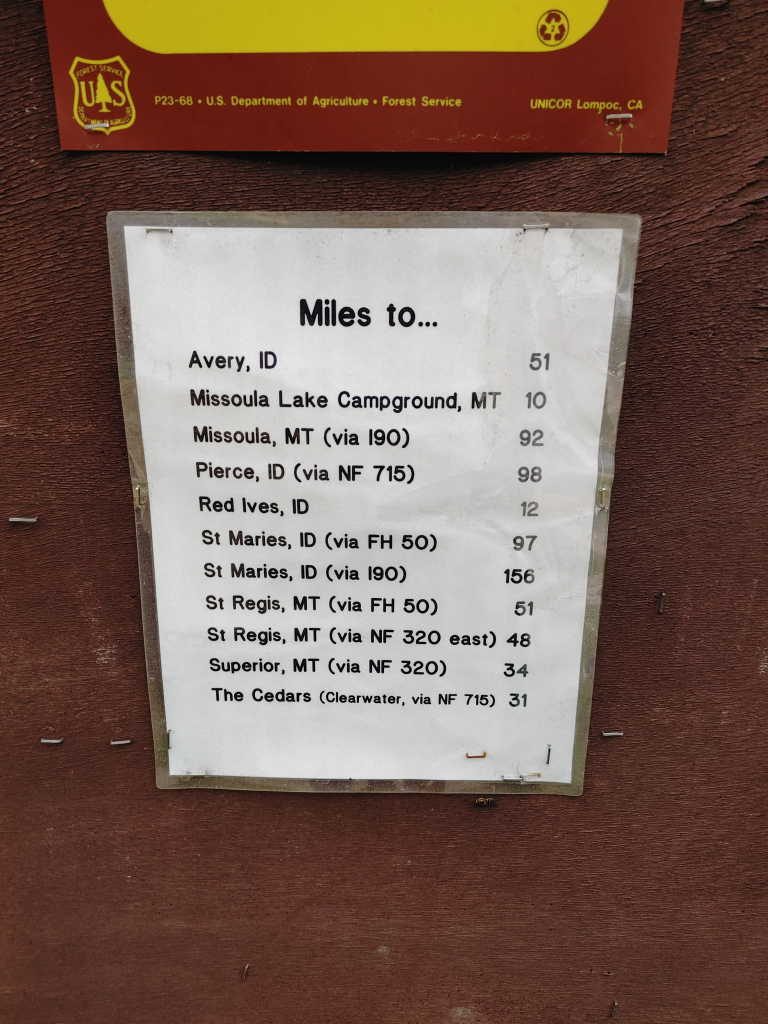 FOREST SERVICE
US
DEPARTMENT OF AGRICULTURE
P23-68 • U.S. Department of Agriculture • Forest Service
UNICOR Lompoc, CA
Miles to...
Avery, ID 51
Missoula Lake Campground, MT 10
Missoula, MT (via I90) 92
Pierce, ID (via NF 715) 98
Red Ives, ID 12
St Maries, ID (via FH 50) 97
St Maries, ID (via I90) 156
St Regis, MT (via FH 50) 51
St Regis, MT (via NF 320 east) 48
Superior, MT (via NF 320) 34
The Cedars (Clearwater, via NF 715) 31